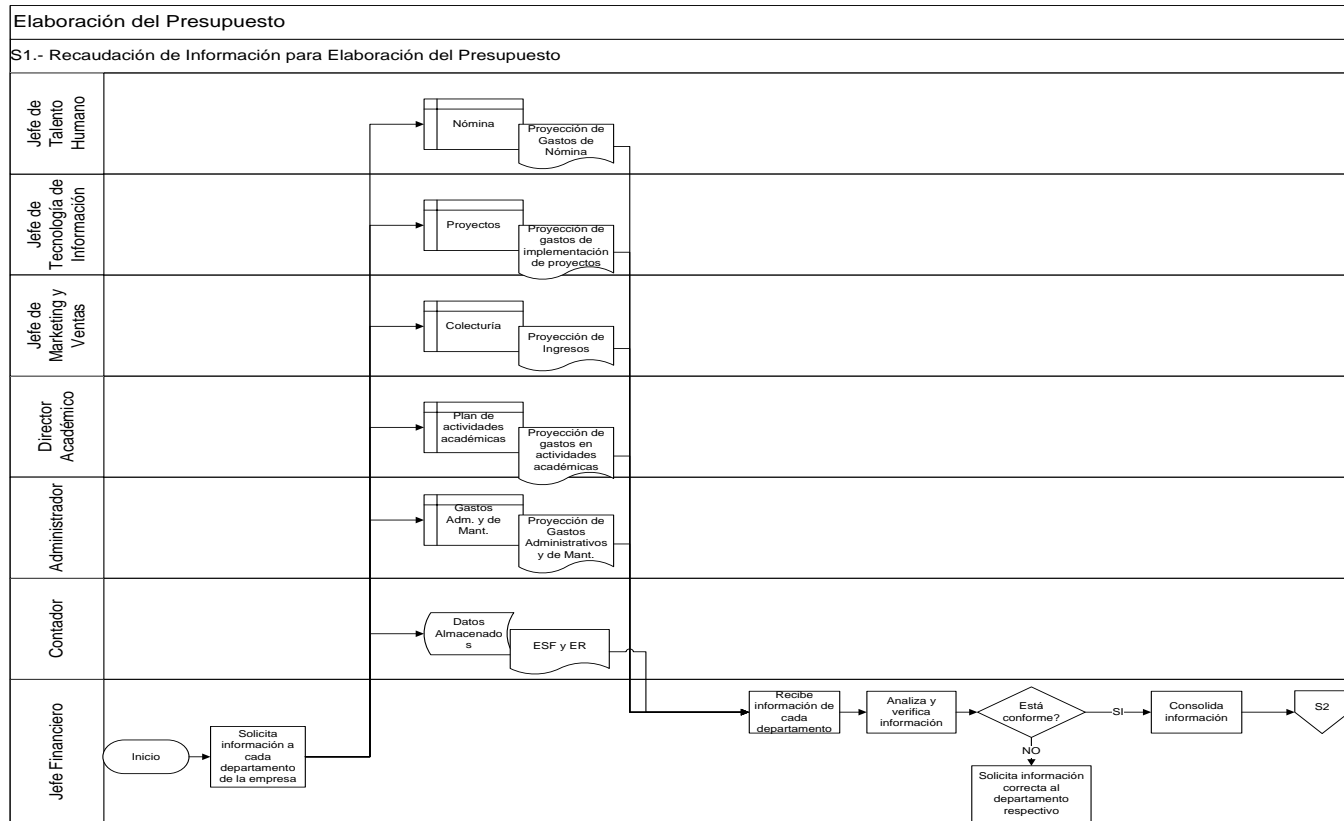 Elaboración del Presupuesto
S1.- Recaudación de Información para Elaboración del Presupuesto
Jefe de
Talento
Humano
Nómina
Proyección de
Gastos de
Nómina
Jefe de
Tecnología de
Información
Proyectos
Proyección de
gastos de
implementación
de proyectos
Jefe de
Marketing y
Ventas
Colecturía
Proyección de
Ingresos
Director
Académico
Plan de
actividades
académicas
Proyección de
gastos en
actividades
académicas
Administrador
Gastos
Adm. y de
Mant.
Proyección de
Gastos
Administrativos
y de Mant.
Contador
Datos
Almacenado
s
ESF y ER
Jefe Financiero
Inicio
Solicita
información a
cada
departamento
de la empresa
Recibe
información de
cada
departamento
Analiza y
verifica
información
Está
conforme?
SI
Consolida
información
S2
NO
Solicita información
correcta al
departamento
respectivo